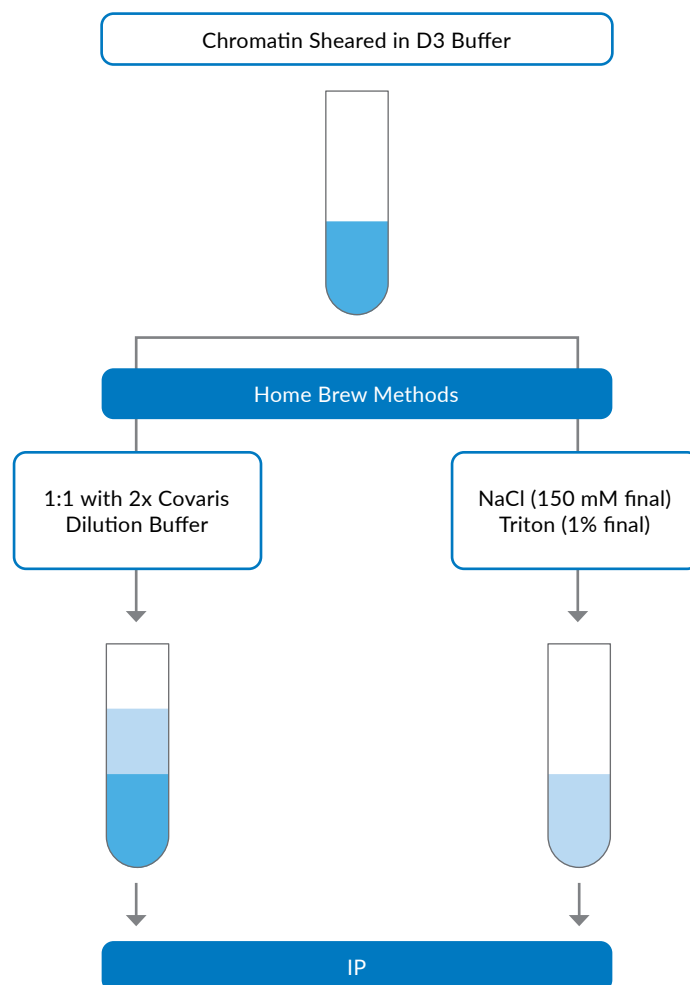 Chromatin Sheared in D3 Buffer
Home Brew Methods
1:1 with 2x Covaris
Dilution Buffer
NaCl (150 mM final)
Triton (1% final)
IP